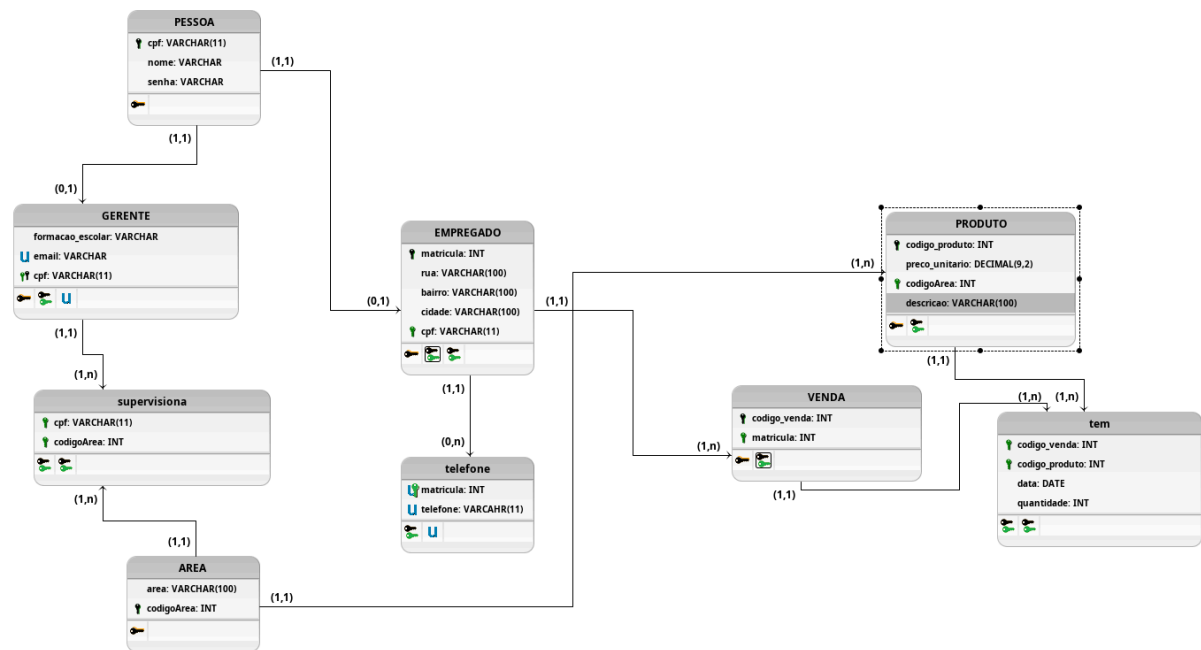 PESSOA
cpf: VARCHAR(11)
nome: VARCHAR
senha: VARCHAR
(1,1)
(1,1)
(0,1)
GERENTE
formacao_escolar: VARCHAR
email: VARCHAR
cpf: VARCHAR(11)
(1,1)
(1,n)
supervisiona
cpf: VARCHAR(11)
codigoArea: INT
(1,n)
(1,1)
AREA
area: VARCHAR(100)
codigoArea: INT
(1,1)
(0,1)
EMPREGADO
matricula: INT
rua: VARCHAR(100)
bairro: VARCHAR(100)
cidade: VARCHAR(100)
cpf: VARCHAR(11)
(1,1)
(1,1)
(0,n)
telefone
U matricula: INT
U telefone: VARCAHR(11)
(1,n)
PRODUTO
codigo_produto: INT
preco_unitario: DECIMAL(9,2)
codigoArea: INT
descricao: VARCHAR(100)
(1,1)
(1,n)
VENDA
codigo_venda: INT
matricula: INT
(1,1)
(1,n)
(1,n)
tem
codigo_venda: INT
codigo_produto: INT
data: DATE
quantidade: INT